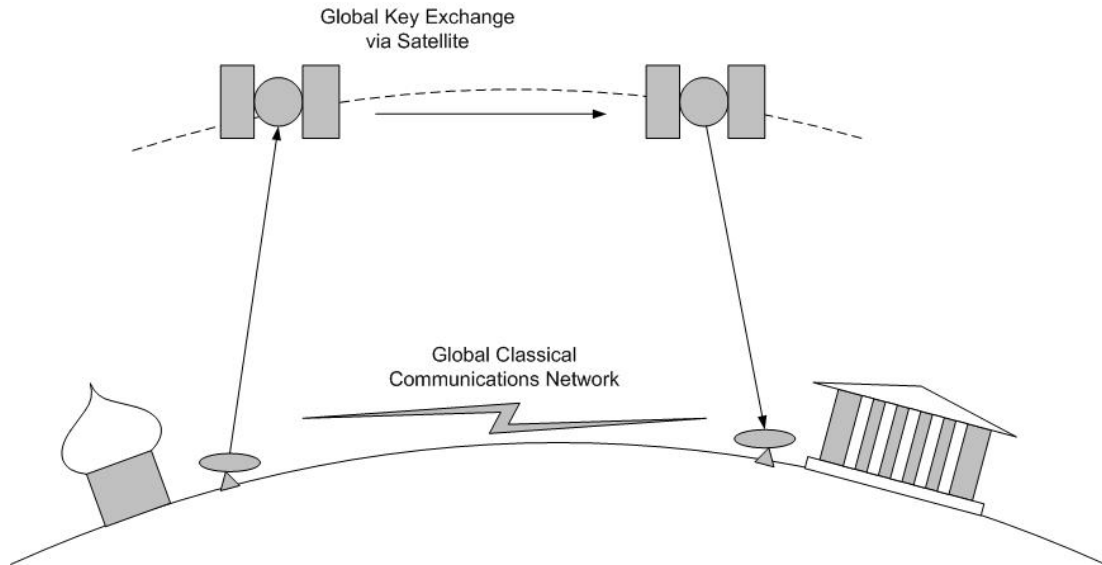 Global Key Exchange
via Satellite
Global Classical
Communications Network